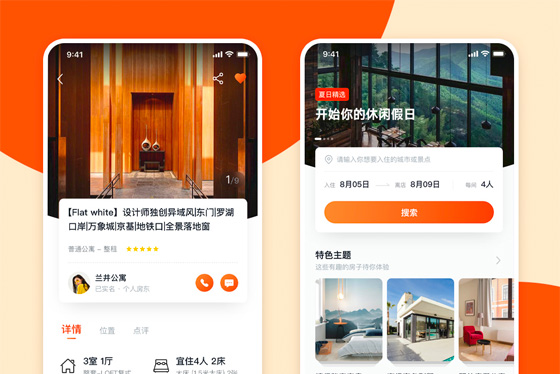 9:41
1/9
【Flat white】设计师独创异域风|东门|罗湖
口岸|万象城|京基|地铁口|全景落地窗
普通公寓 – 整租
兰井公寓
已实名 · 个人房东
详情 位置 点评
3室 1厅
宜住4人 2床
9:41
夏日精选
开始你的休闲假日
请输入你想要入住的城市或景点
入住 8月05日 离店 8月09日 每间 4人
搜索
特色主题
这些有趣的房子待你体验